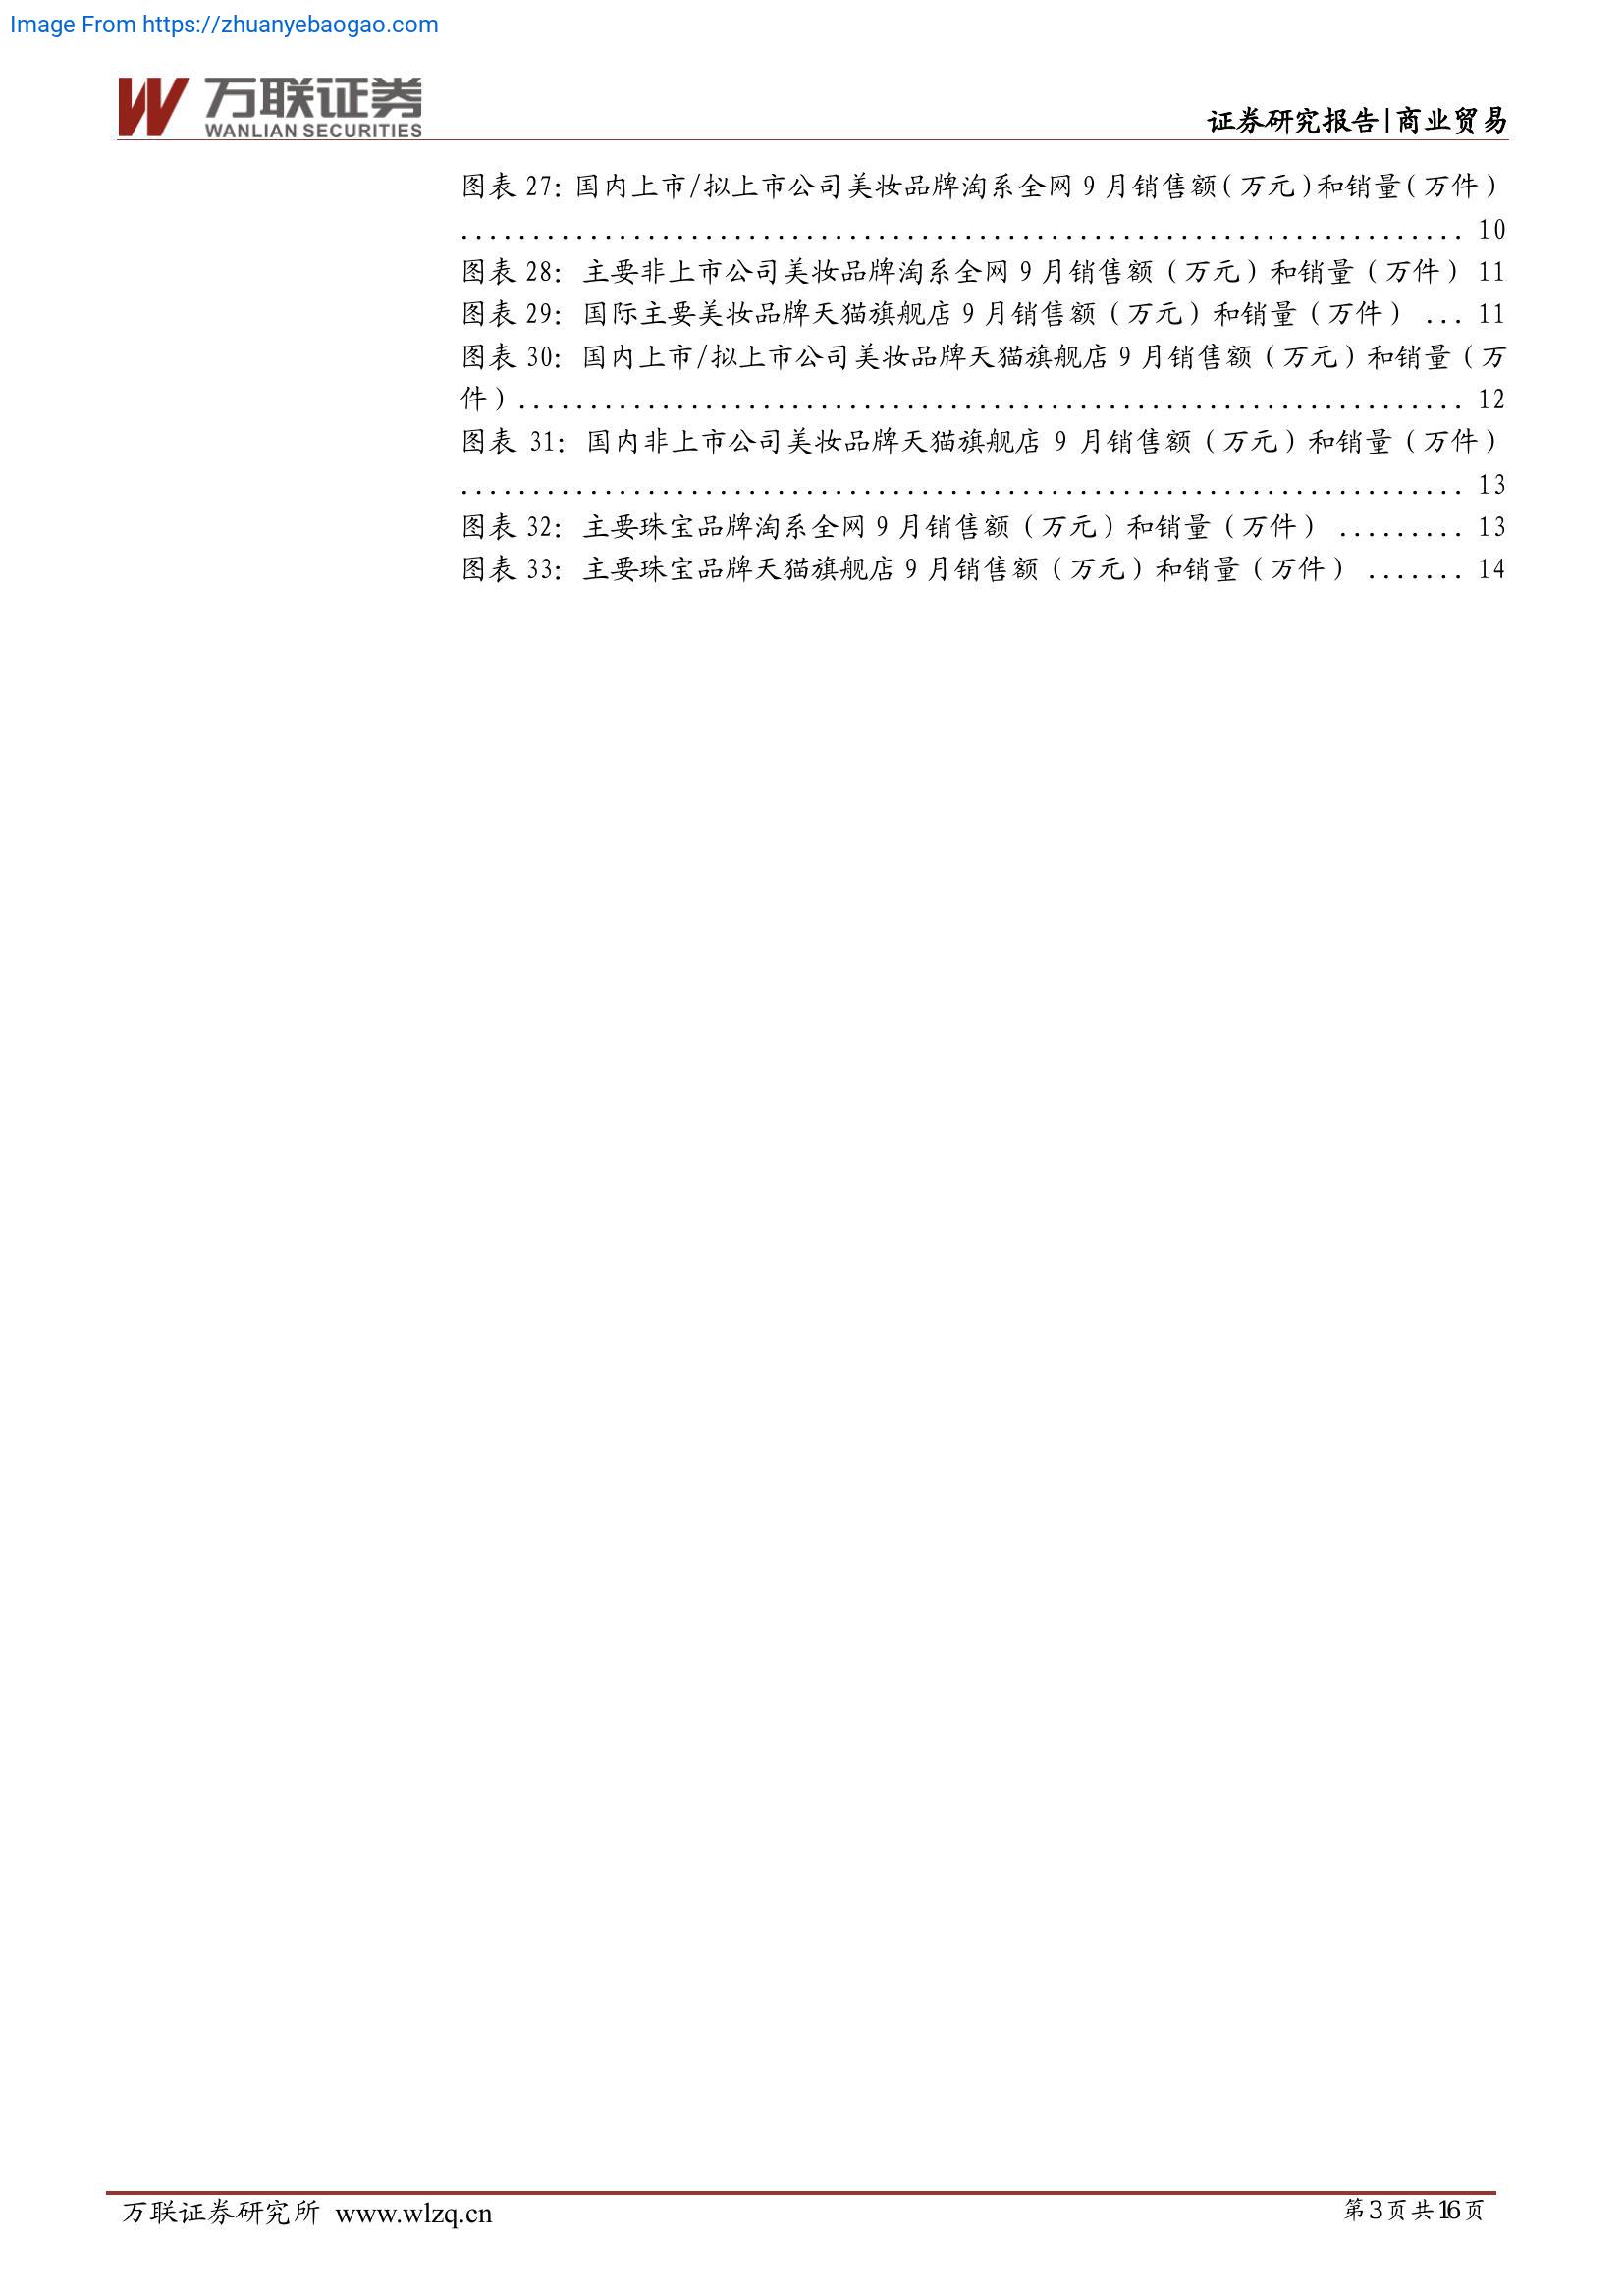 Image From https://zhuanyebaogao.com
万联证券
WANLIAN SECURITIES
证券研究报告|商业贸易
图表 27：国内上市/拟上市公司美妆品牌淘系全网 9 月销售额（万元）和销量（万件）
...................................................................... 10
图表 28：主要非上市公司美妆品牌淘系全网 9 月销售额（万元）和销量（万件） 11
图表 29：国际主要美妆品牌天猫旗舰店 9 月销售额（万元）和销量（万件） ... 11
图表 30：国内上市/拟上市公司美妆品牌天猫旗舰店 9 月销售额（万元）和销量（万
件）.................................................................. 12
图表 31：国内非上市公司美妆品牌天猫旗舰店 9 月销售额（万元）和销量（万件）
...................................................................... 13
图表 32：主要珠宝品牌淘系全网 9 月销售额（万元）和销量（万件） ......... 13
图表 33：主要珠宝品牌天猫旗舰店 9 月销售额（万元）和销量（万件） ....... 14
万联证券研究所 www.wlzq.cn
第3页共16页